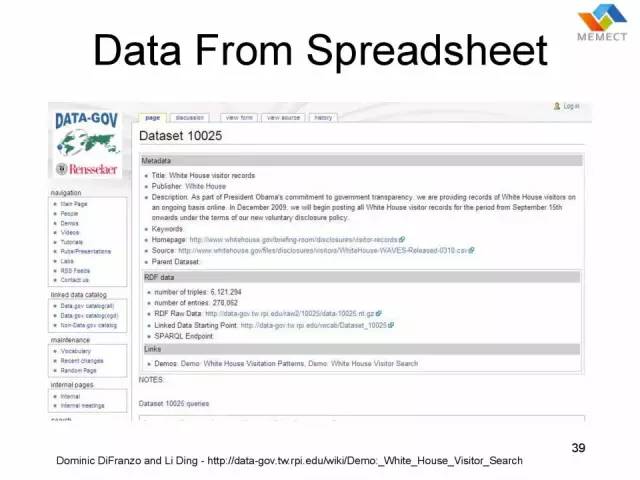 MEMECT
Data From Spreadsheet
Log in
DATA-GOV
Rensselaer
page discussion view form view source history
Dataset 10025
Metadata
Title: White House visitor records
Publisher: White House
Description: As part of President Obama's commitment to government transparency, we are providing records of White House visitors on
an ongoing basis online. In December 2009, we will begin posting all White House visitor records for the period from September 15th
onwards under the terms of our new voluntary disclosure policy.
Keywords:
Homepage: http://www.whitehouse.gov/briefing-room/disclosures/visitor-records
Source: http://www.whitehouse.gov/files/disclosures/visitors/WhiteHouse-WAVES-Released-0310.csv
Parent Dataset:
RDF data
number of triples: 6,121,294
number of entries: 278,062
RDF Raw Data: http://data-gov.tw.rpi.edu/raw/10025/data-10025.nt.gz
Linked Data Starting Point: http://data-gov.tw.rpi.edu/vocab/Dataset_10025
SPARQL Endpoint
Links
Demos: Demo: White House Visitation Patterns, Demo: White House Visitor Search
NOTES:
Dataset 10025 queries
navigation
Main Page
People
Demos
Videos
Tutorials
Pubs/Presentations
Labs
RSS Feeds
Contact us
linked data catalog
Data-gov catalog(all)
Data-gov catalog(ogd)
Non-Data-gov catalog
maintenance
Vocabulary
Recent changes
Random Page
internal pages
Internal
Internal meetings
39
Dominic DiFranzo and Li Ding - http://data-gov.tw.rpi.edu/wiki/Demo:_White_House_Visitor_Search